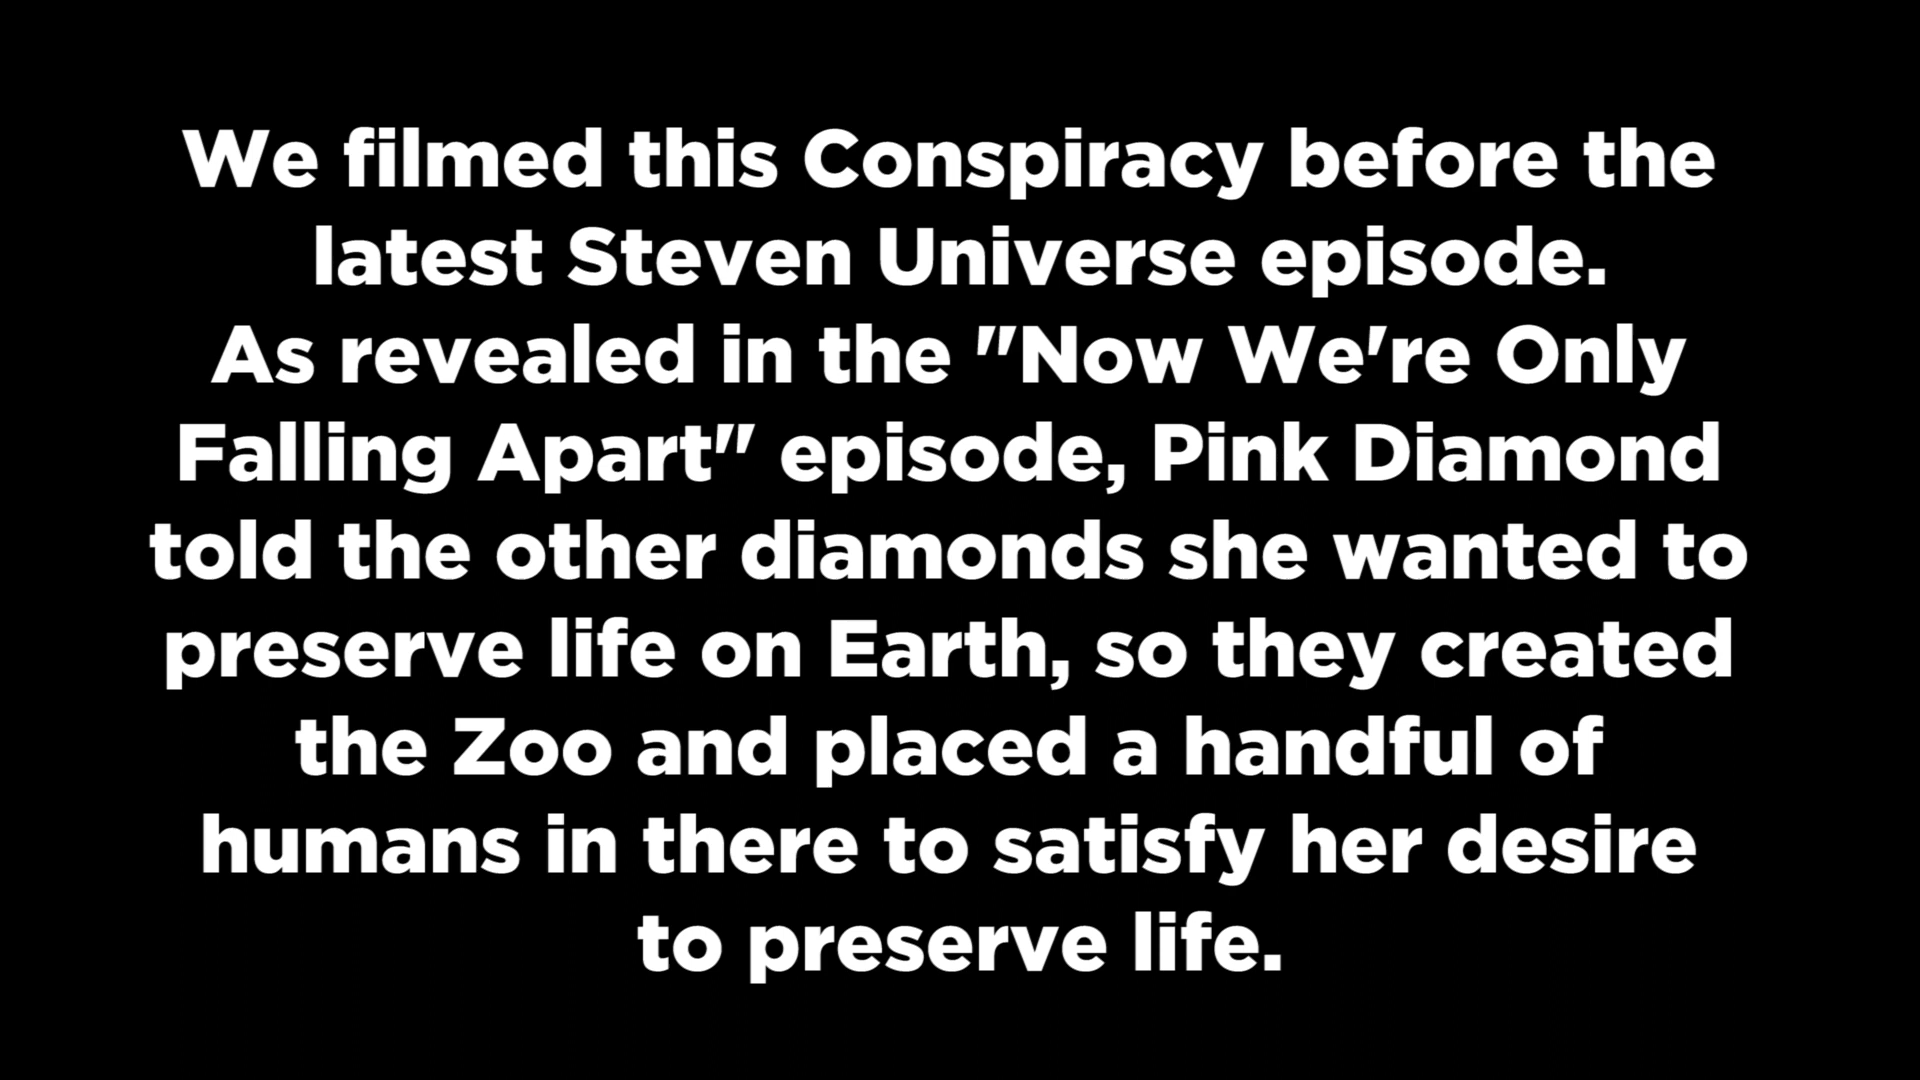 We filmed this Conspiracy before the
latest Steven Universe episode.
As revealed in the "Now We're Only
Falling Apart" episode, Pink Diamond
told the other diamonds she wanted to
preserve life on Earth, so they created
the Zoo and placed a handful of
humans in there to satisfy her desire
to preserve life.